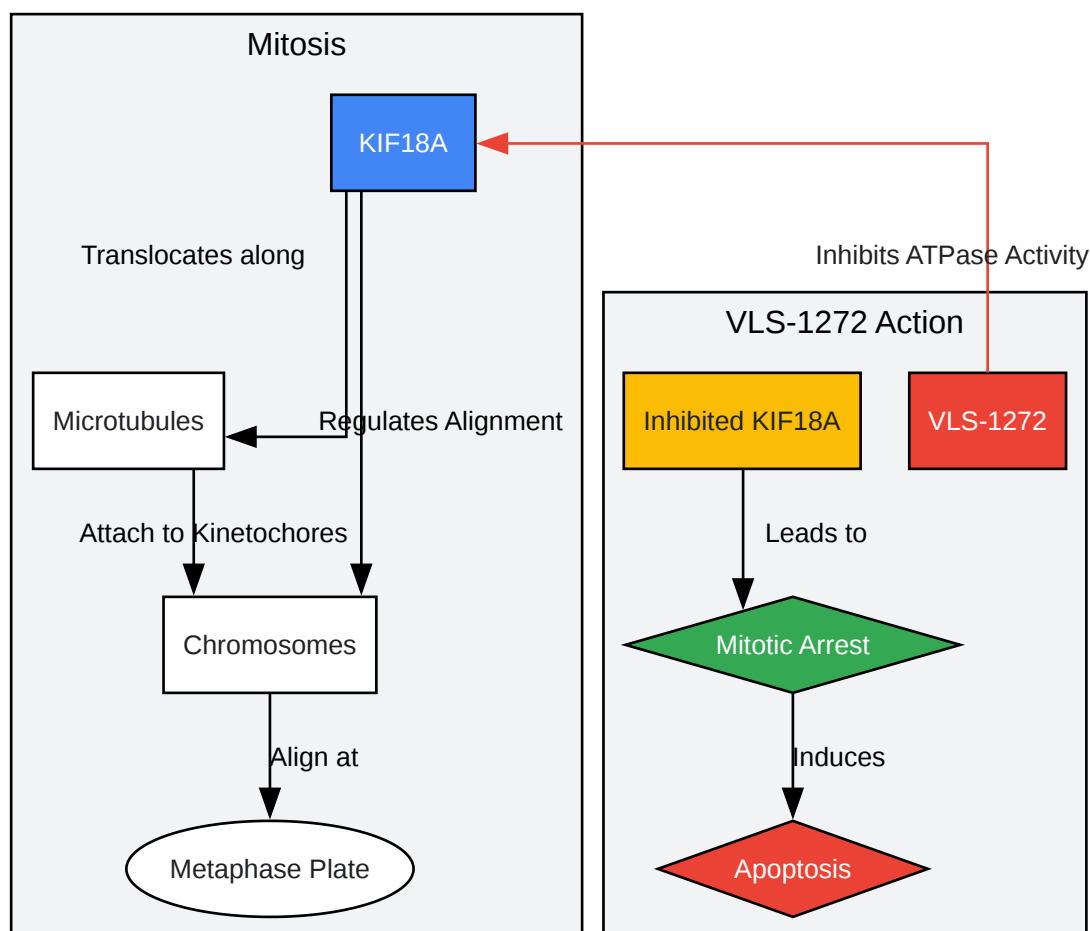 Mitosis
KIF18A
Translocates along
Inhibits ATPase Activity
VLS-1272 Action
Microtubules
Regulates Alignment
Inhibited KIF18A
VLS-1272
Attach to Kinetochores
Leads to
Chromosomes
Mitotic Arrest
Align at
Induces
Metaphase Plate
Apoptosis